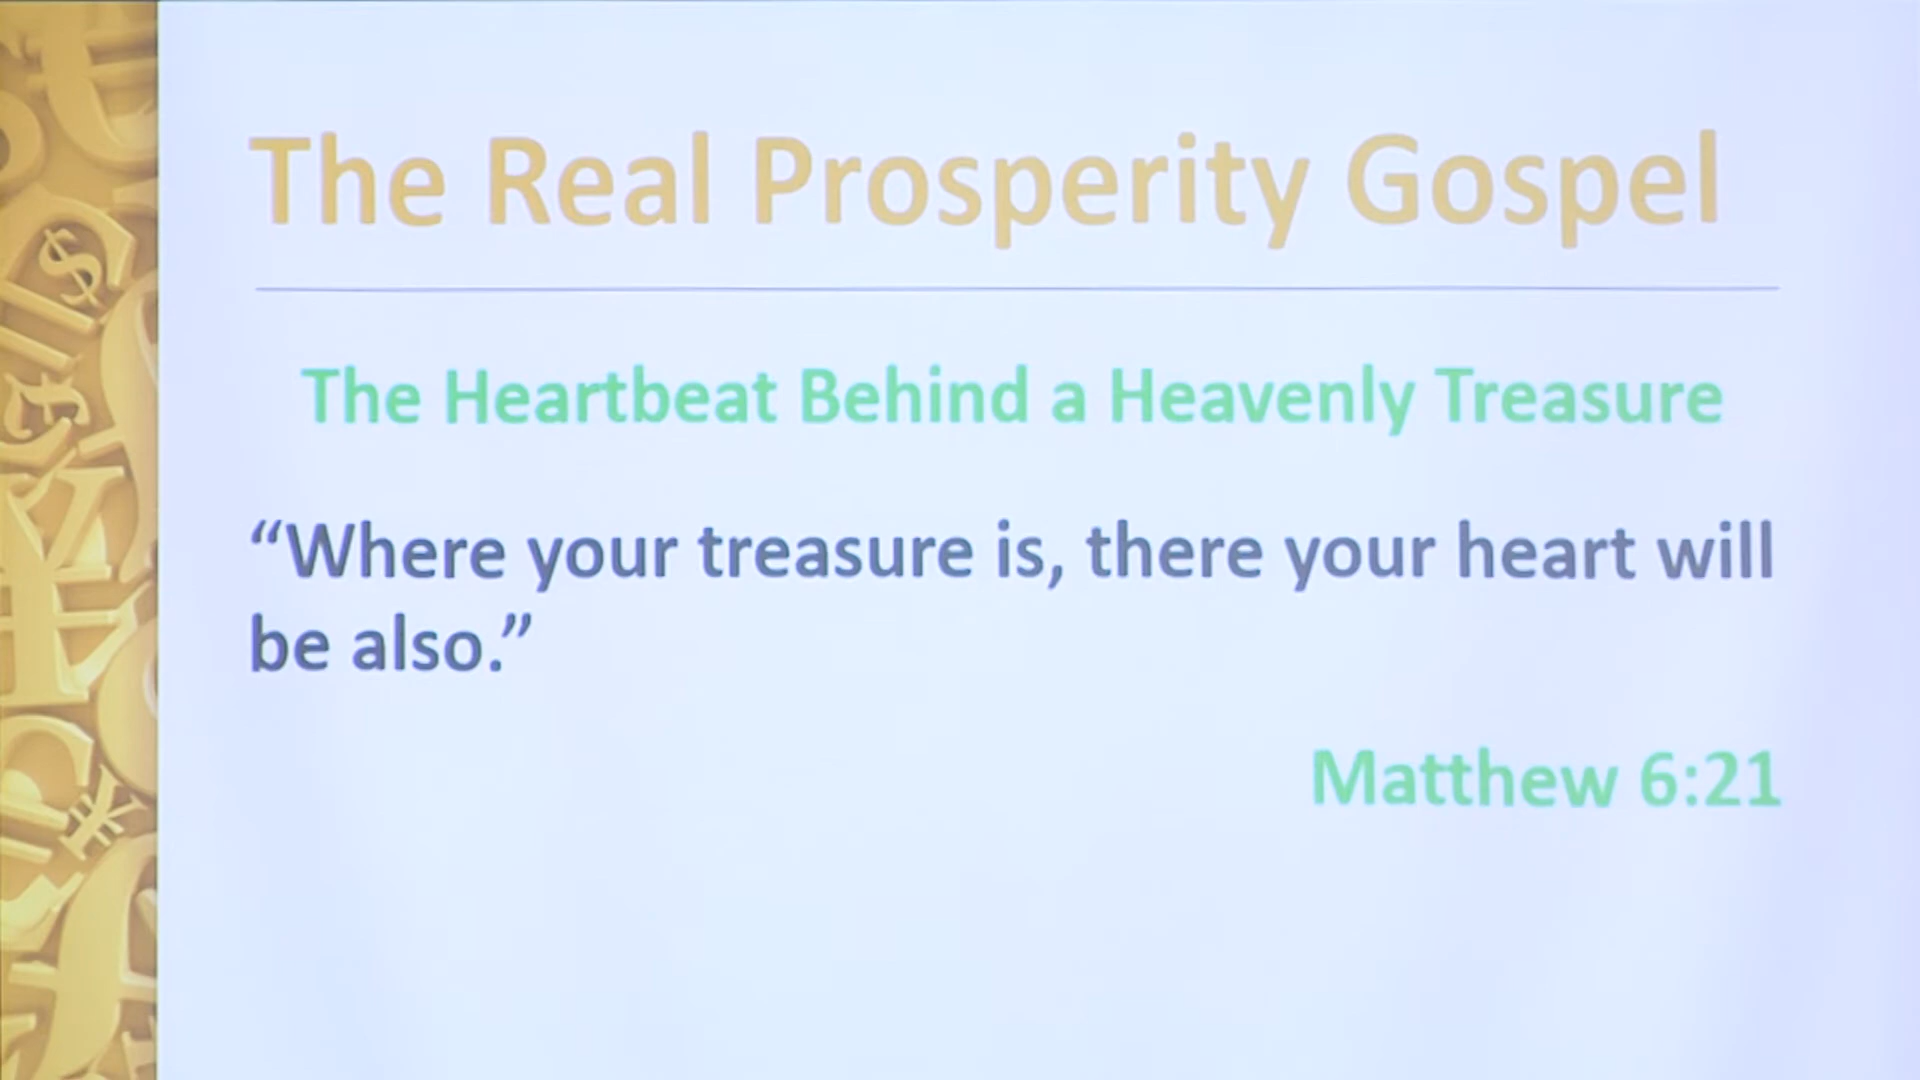 The Real Prosperity Gospel
The Heartbeat Behind a Heavenly Treasure
“Where your treasure is, there your heart will
be also.”
Matthew 6:21